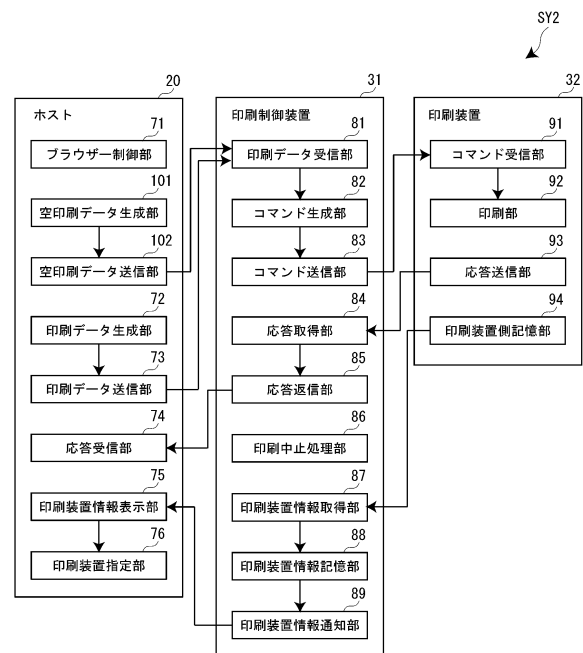 SY2
20
ホスト
71
ブラウザー制御部
101
空印刷データ生成部
102
空印刷データ送信部
72
印刷データ生成部
73
印刷データ送信部
74
応答受信部
75
印刷装置情報表示部
76
印刷装置指定部
31
印刷制御装置
81
印刷データ受信部
82
コマンド生成部
83
コマンド送信部
84
応答取得部
85
応答返信部
86
印刷中止処理部
87
印刷装置情報取得部
88
印刷装置情報記憶部
89
印刷装置情報通知部
32
印刷装置
91
コマンド受信部
92
印刷部
93
応答送信部
94
印刷装置側記憶部